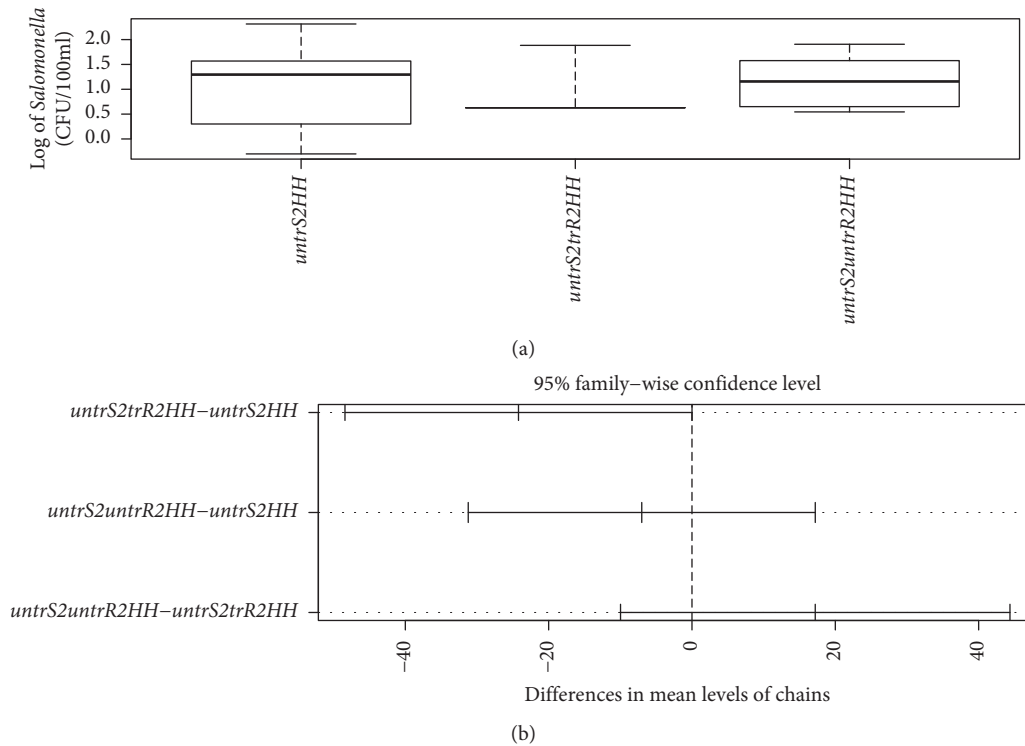 Log of Salomonella
(CFU/100ml)
2.0
1.5
1.0
0.5
0.0
untrS2HH
untrS2trR2HH
untrS2untrR2HH
(a)
95% family−wise confidence level
untrS2trR2HH−untrS2HH
untrS2untrR2HH−untrS2HH
untrS2untrR2HH−untrS2trR2HH
−40
−20
0
20
40
Differences in mean levels of chains
(b)